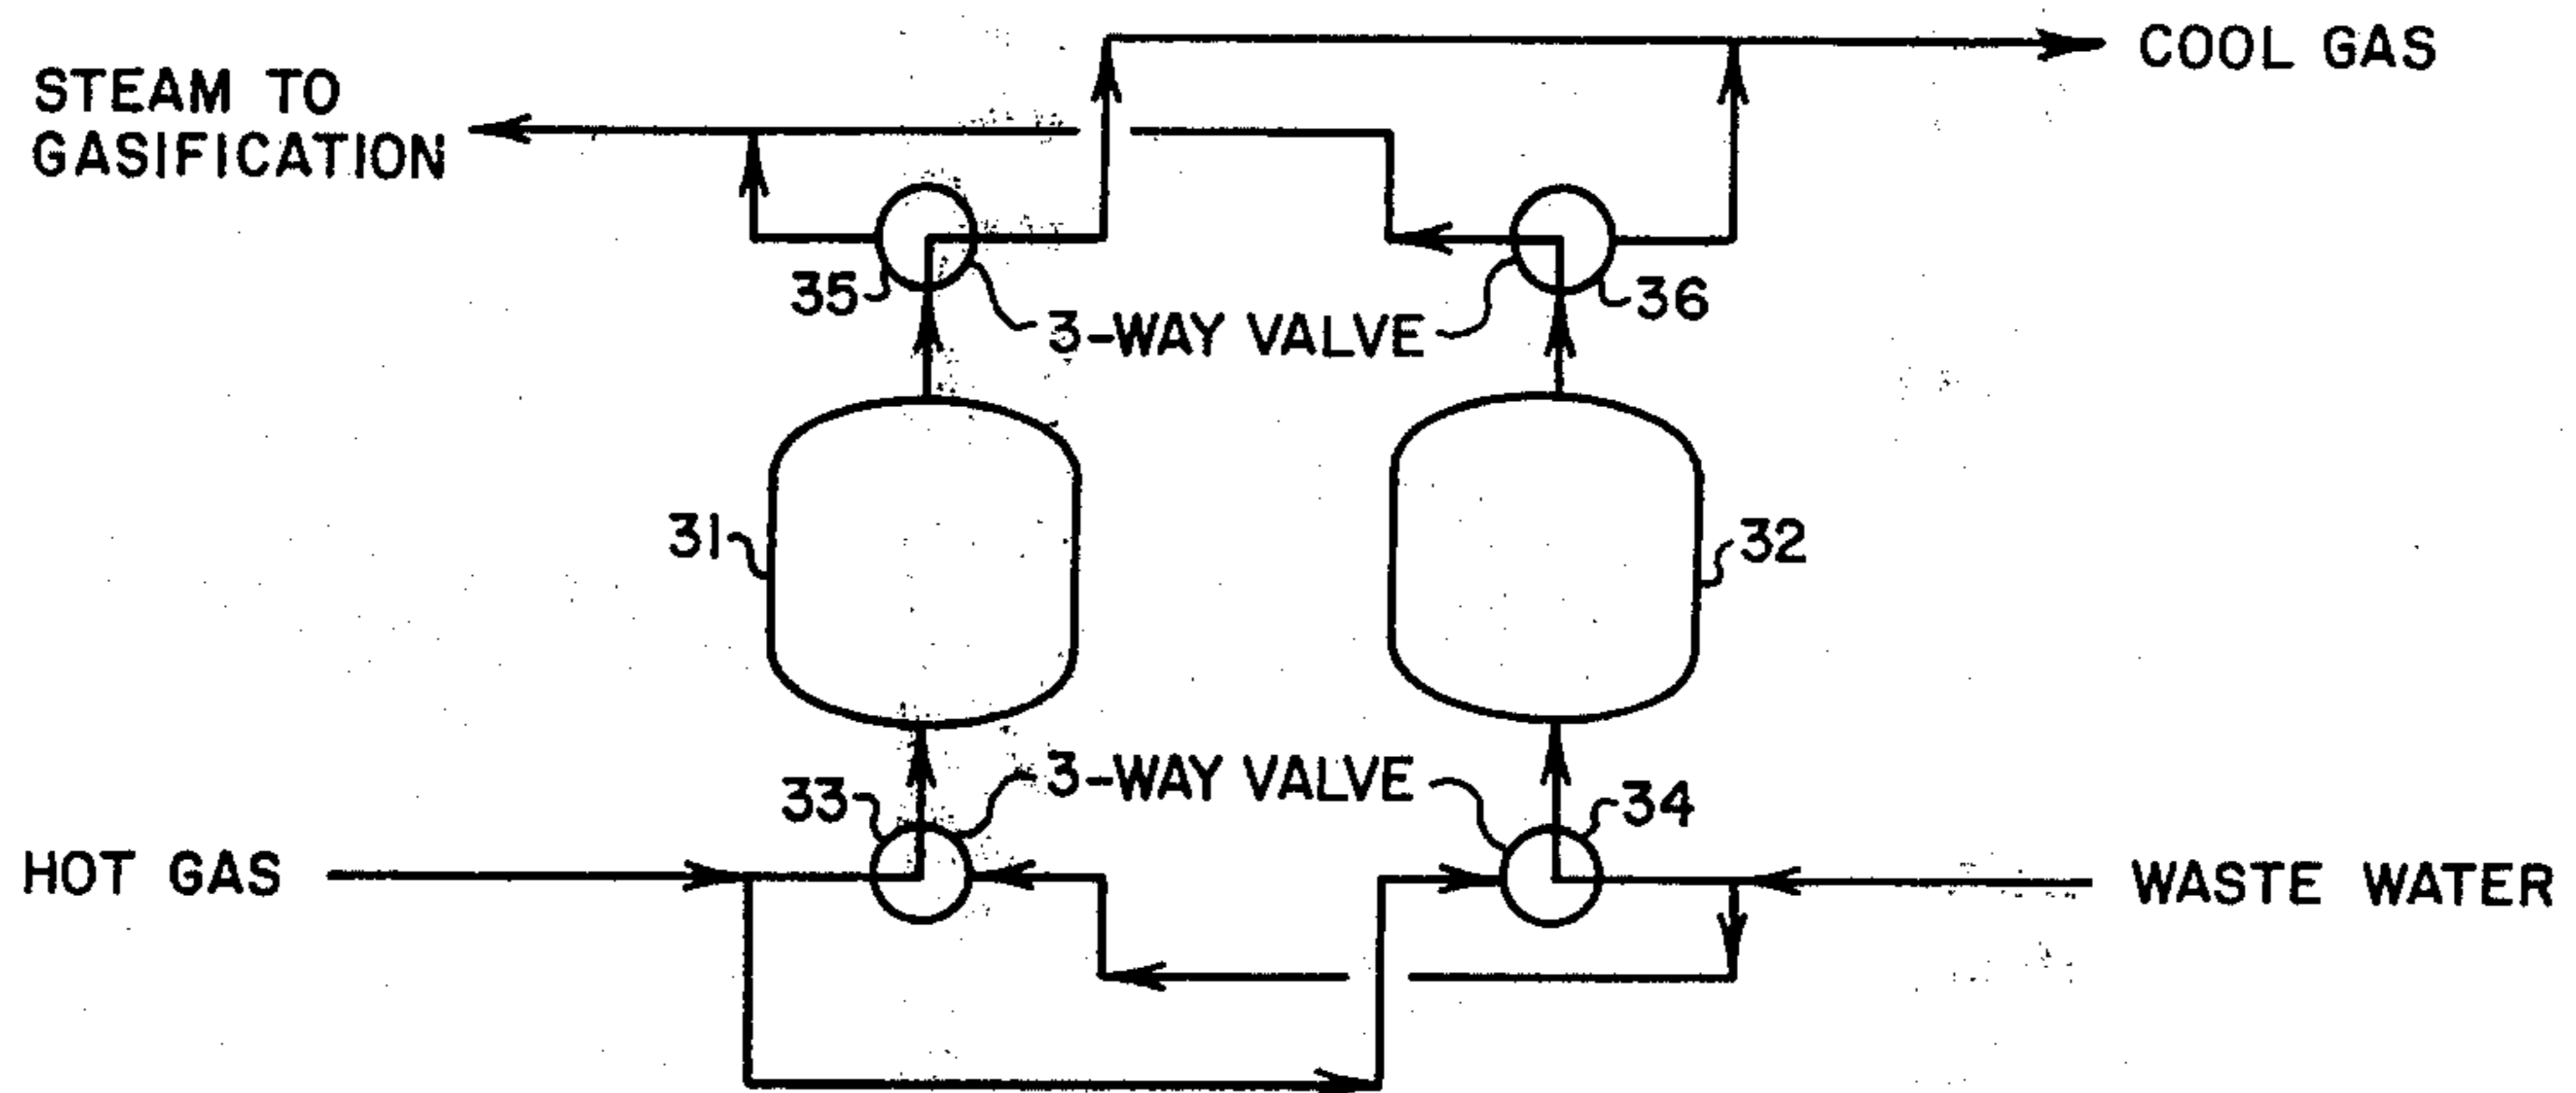 COOL GAS
STEAM TO
GASIFICATION
35
36
3-WAY VALVE
31
32
33
3-WAY VALVE
34
HOT GAS
WASTE WATER